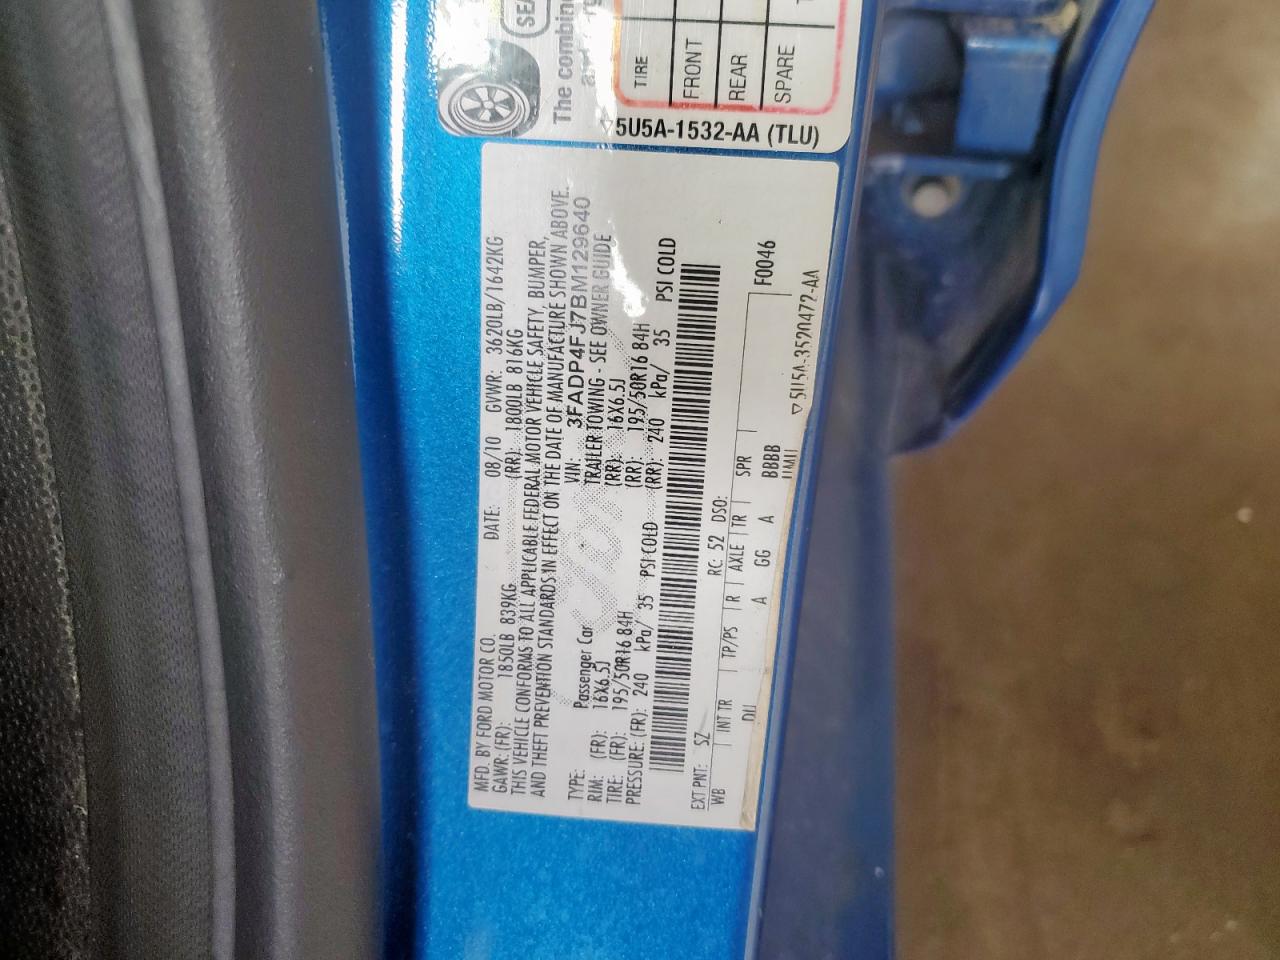 SEA
The combined
TIRE
FRONT
REAR
SPARE
5U5A-1532-AA (TLU)
MFD. BY FORD MOTOR CO.
DATE: 08/10 GVWR: 3620LB/1642KG
GAWR: (FR): 1850LB 839KG (RR): 1800LB 816KG
THIS VEHICLE CONFORMS TO ALL APPLICABLE FEDERAL MOTOR VEHICLE SAFETY, BUMPER,
AND THEFT PREVENTION STANDARDS IN EFFECT ON THE DATE OF MANUFACTURE SHOWN ABOVE.
VIN: 3FADP4FJ7BM129640
TYPE: Passenger Car TRAILER TOWING - SEE OWNER GUIDE
RIM: (FR): 16X6.5J (RR): 16X6.5J
TIRE: (FR): 195/50R16 84H (RR): 195/50R16 84H
PRESSURE: (FR): 240 kPa/ 35 PSI COLD (RR): 240 kPa/ 35 PSI COLD
EXT PNT: SZ RC: 52 DSO: F0046
WB INT TR TP/PS R AXLE TR SPR
DU A GG A BBBB
▽5U5A-3520472-AA